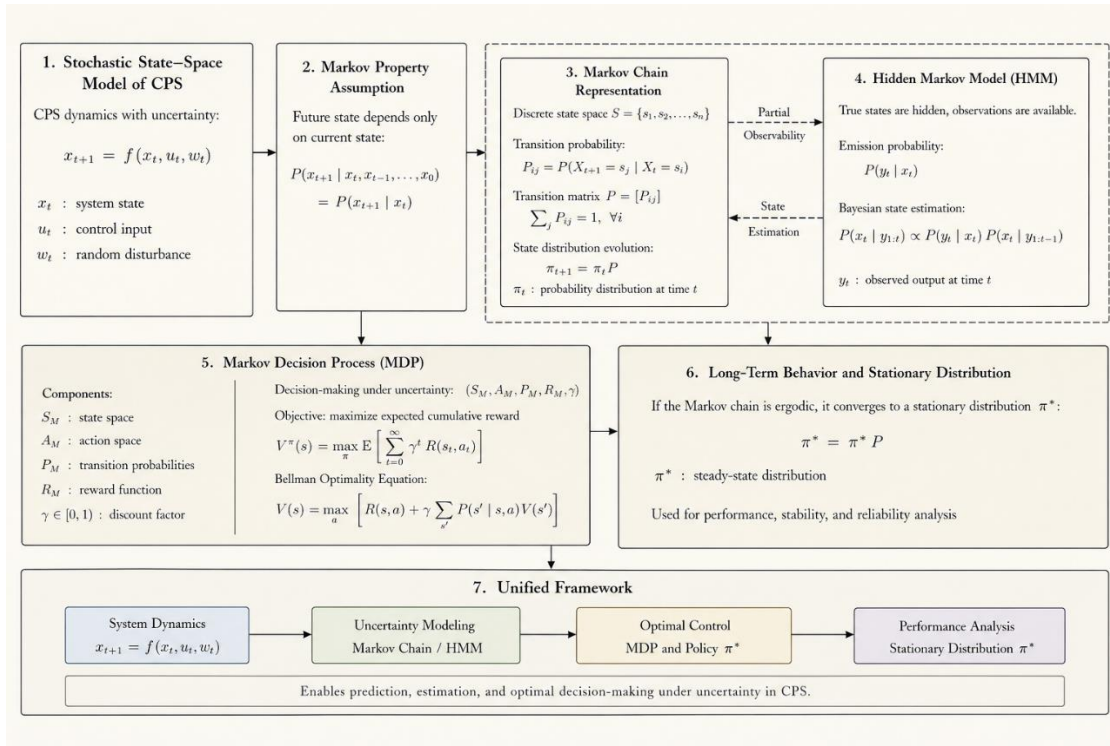 1. Stochastic State–Space
Model of CPS
CPS dynamics with uncertainty:
x_{t+1} = f(x_t, u_t, w_t)
x_t : system state
u_t : control input
w_t : random disturbance
2. Markov Property
Assumption
Future state depends only
on current state:
P(x_{t+1} | x_t, x_{t−1}, . . . , x_0)
= P(x_{t+1} | x_t)
3. Markov Chain
Representation
Discrete state space S = {s_1, s_2, . . . , s_n}
Transition probability:
P_{ij} = P(X_{t+1} = s_j | X_t = s_i)
Transition matrix P = [P_{ij}]
∑_j P_{ij} = 1, ∀i
State distribution evolution:
π_{t+1} = π_t P
π_t : probability distribution at time t
Partial
Observability
State
Estimation
4. Hidden Markov Model (HMM)
True states are hidden, observations are available.
Emission probability:
P(y_t | x_t)
Bayesian state estimation:
P(x_t | y_{1:t}) ∝ P(y_t | x_t) P(x_t | y_{1:t−1})
y_t : observed output at time t
5. Markov Decision Process (MDP)
Components:
S_M : state space
A_M : action space
P_M : transition probabilities
R_M : reward function
γ ∈ [0, 1) : discount factor
Decision-making under uncertainty: (S_M, A_M, P_M, R_M, γ)
Objective: maximize expected cumulative reward
V^π(s) = max_π E [∑_{t=0}^∞ γ^t R(s_t, a_t)]
Bellman Optimality Equation:
V(s) = max_a [R(s, a) + γ ∑_{s'} P(s' | s, a) V(s')]
6. Long-Term Behavior and Stationary Distribution
If the Markov chain is ergodic, it converges to a stationary distribution π*:
π* = π* P
π* : steady-state distribution
Used for performance, stability, and reliability analysis
7. Unified Framework
System Dynamics
x_{t+1} = f(x_t, u_t, w_t)
Uncertainty Modeling
Markov Chain / HMM
Optimal Control
MDP and Policy π*
Performance Analysis
Stationary Distribution π*
Enables prediction, estimation, and optimal decision-making under uncertainty in CPS.